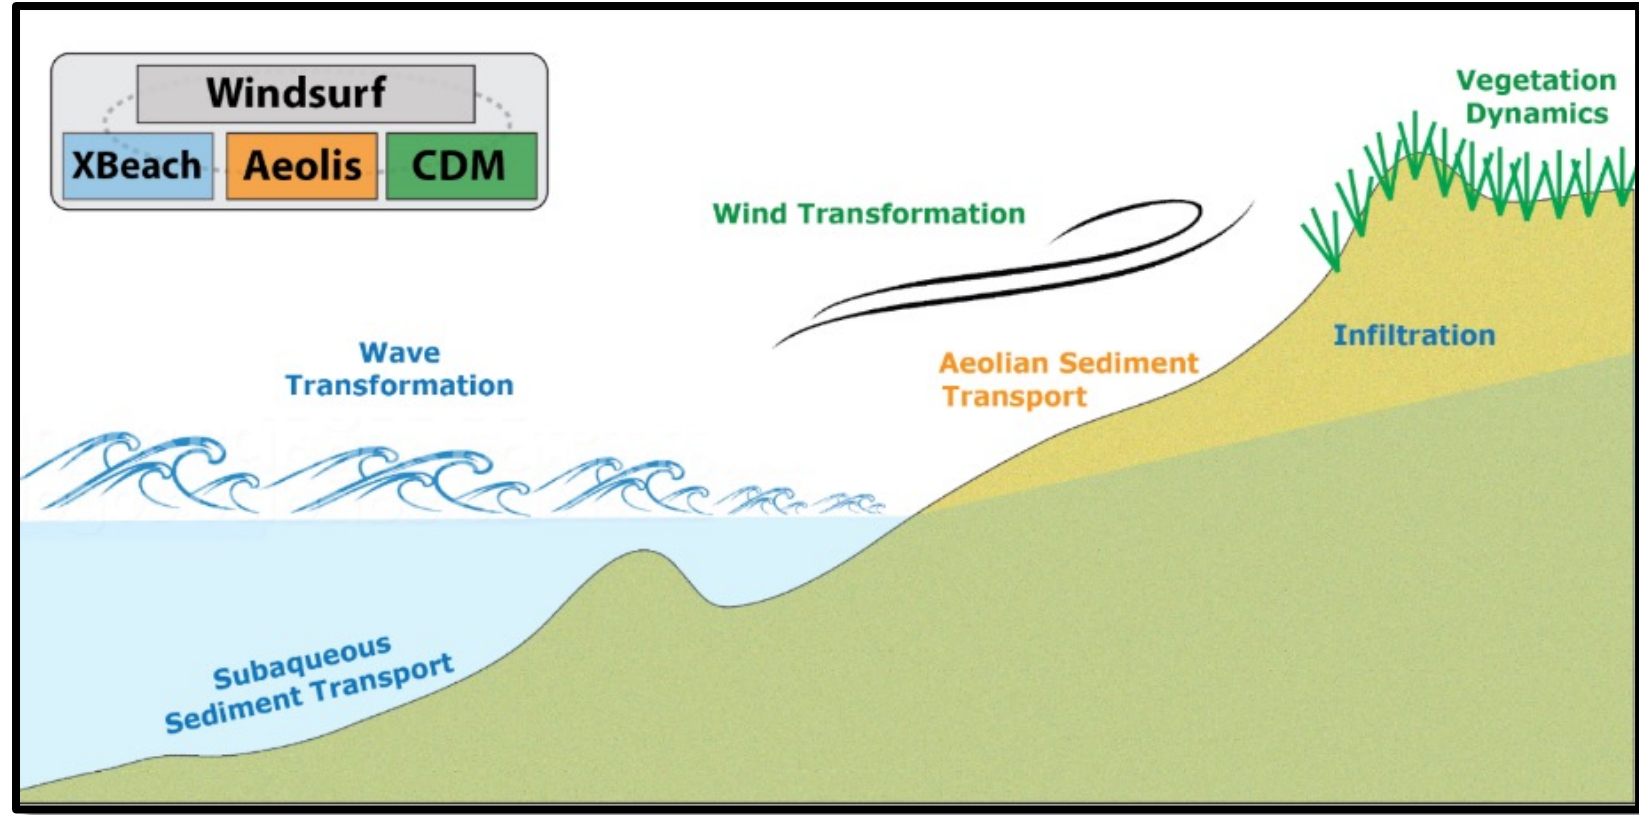 Windsurf
XBeach
Aeolis
CDM
Vegetation
Dynamics
Wind Transformation
Wave
Transformation
Aeolian Sediment
Transport
Infiltration
Subaqueous
Sediment Transport